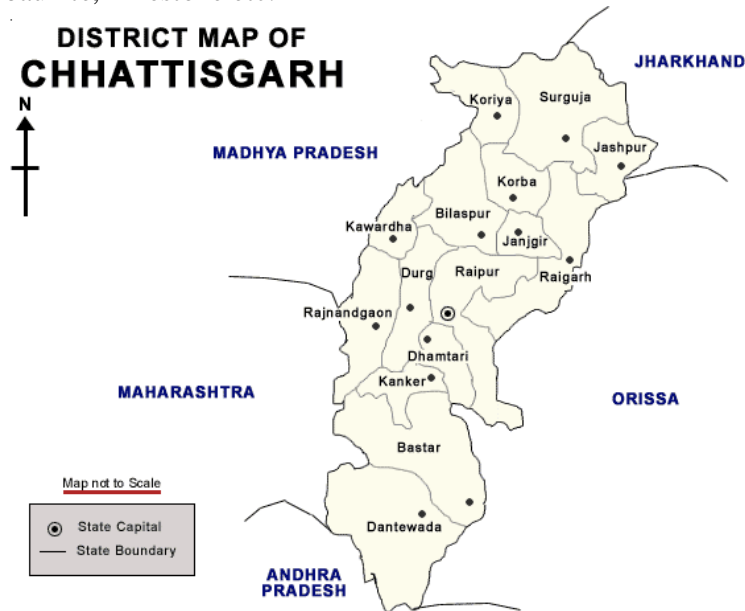 DISTRICT MAP OF
CHHATTISGARH
N
JHARKHAND
MADHYA PRADESH
Koriya
Surguja
Jashpur
Korba
Bilaspur
Kawardha
Janjgir
Durg
Raipur
Raigarh
Rajnandgaon
Dhamtari
Kanker
MAHARASHTRA
ORISSA
Bastar
Map not to Scale
Dantewada
State Capital
State Boundary
ANDHRA
PRADESH